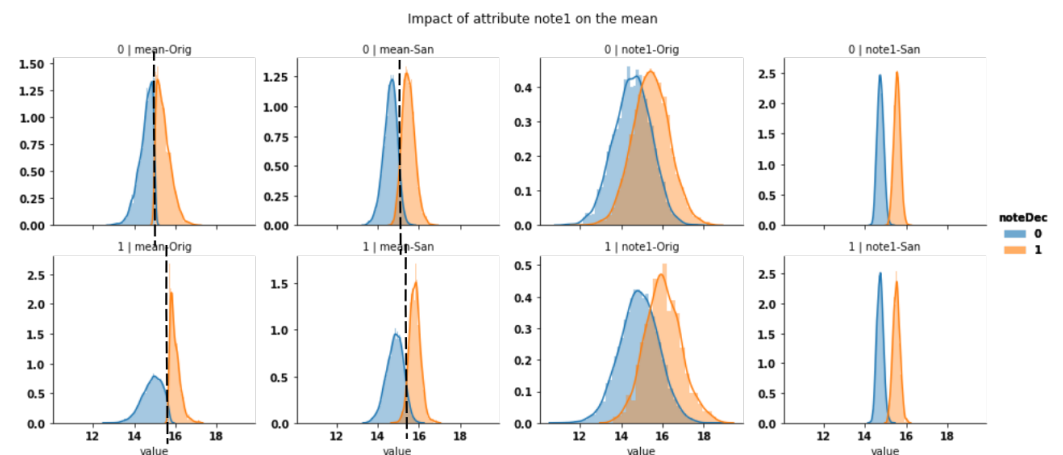 Impact of attribute note1 on the mean
0 | mean-Orig
0 | mean-San
0 | note1-Orig
0 | note1-San
1.50
1.25
1.00
0.75
0.50
0.25
0.00
1.25
1.00
0.75
0.50
0.25
0.00
0.4
0.3
0.2
0.1
0.0
2.5
2.0
1.5
1.0
0.5
0.0
noteDec
0
1
1 | mean-Orig
1 | mean-San
1 | note1-Orig
1 | note1-San
2.5
2.0
1.5
1.0
0.5
0.0
1.5
1.0
0.5
0.0
0.5
0.4
0.3
0.2
0.1
0.0
2.5
2.0
1.5
1.0
0.5
0.0
12 14 16 18
12 14 16 18
12 14 16 18
12 14 16 18
value
value
value
value